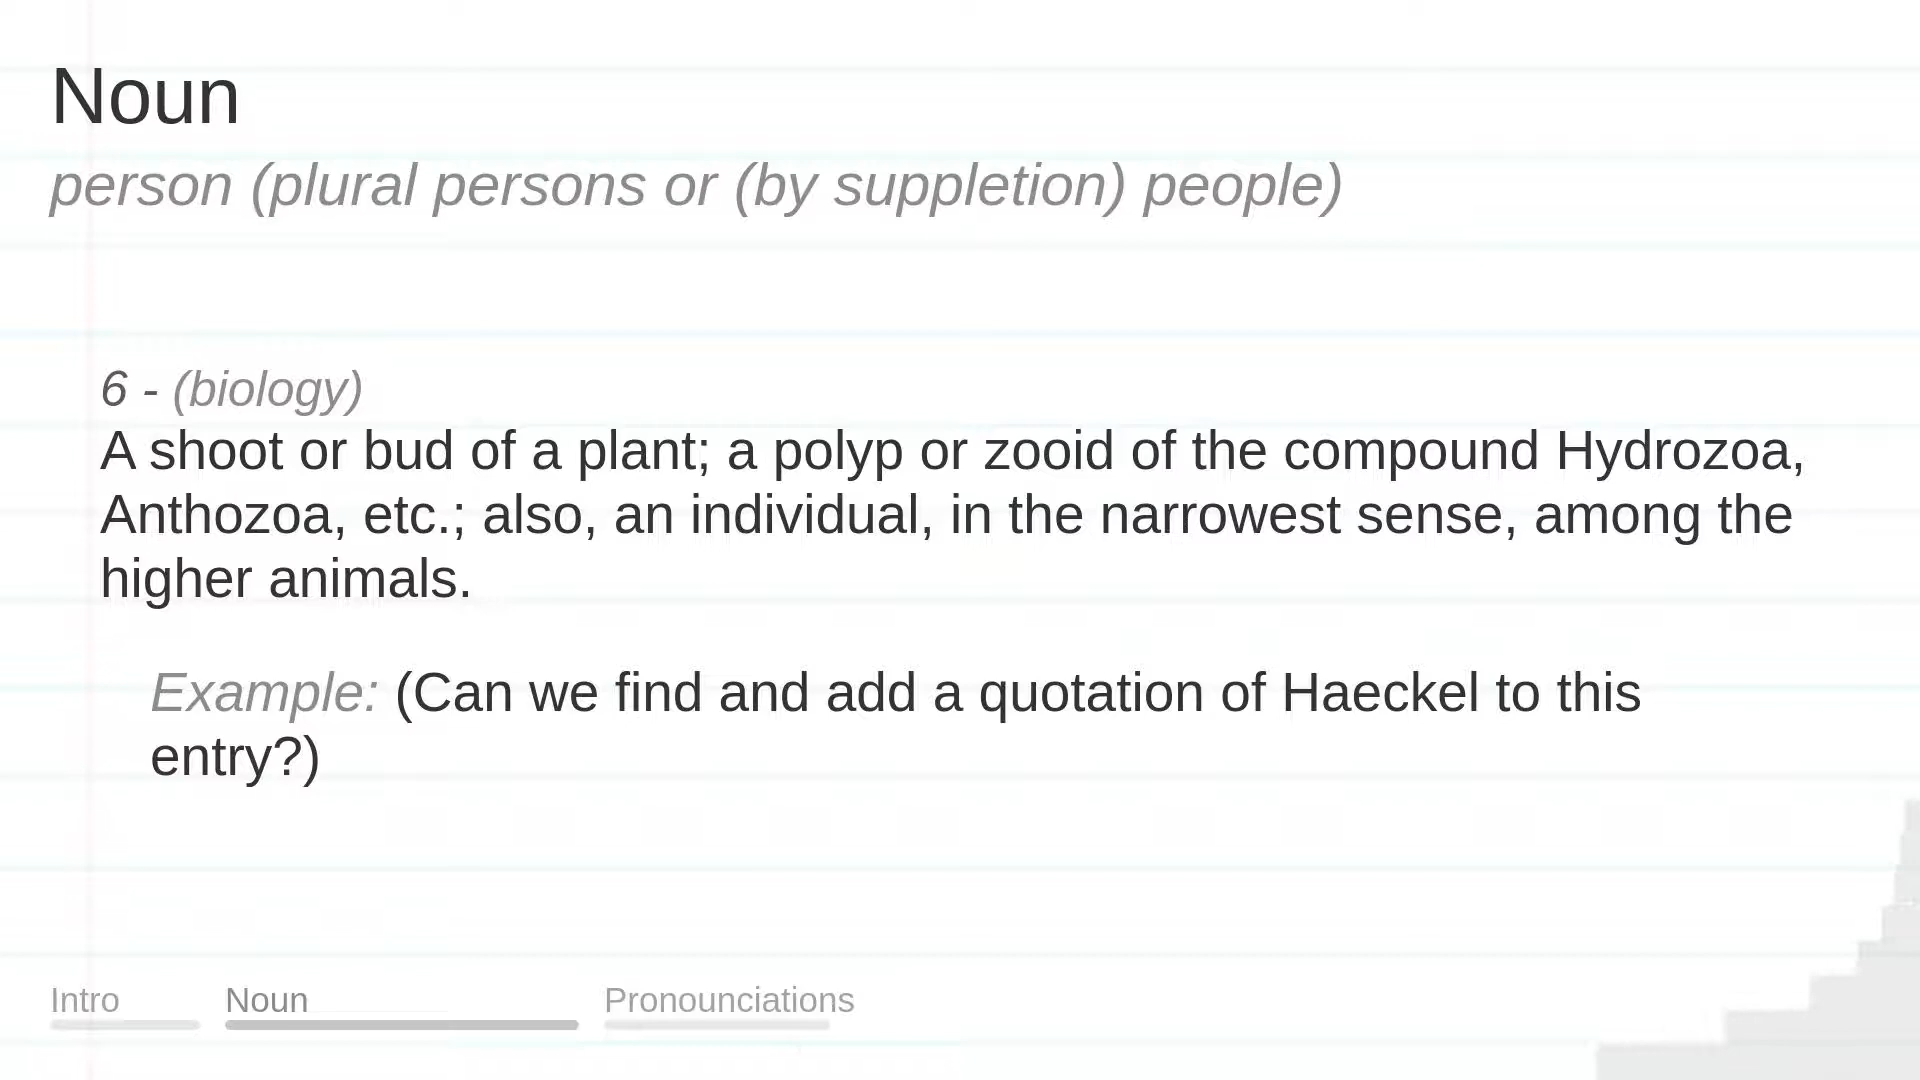 Noun
person (plural persons or (by suppletion) people)
6 - (biology)
A shoot or bud of a plant; a polyp or zooid of the compound Hydrozoa,
Anthozoa, etc.; also, an individual, in the narrowest sense, among the
higher animals.
Example: (Can we find and add a quotation of Haeckel to this
entry?)
Intro
Noun
Pronounciations